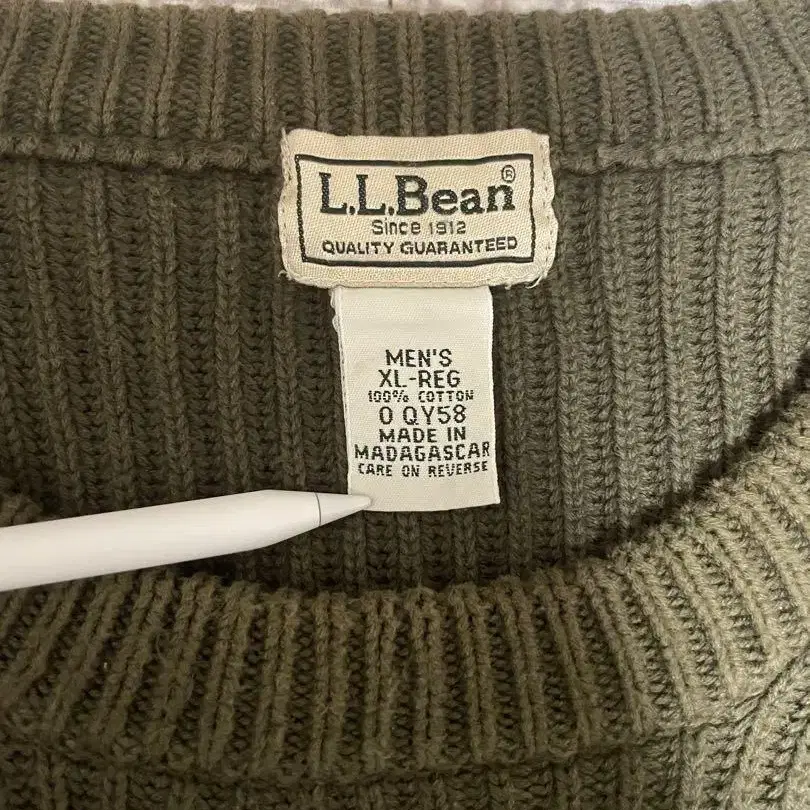 L.L.Bean®
Since 1912
QUALITY GUARANTEED
MEN'S
XL-REG
100% COTTON
0 QY58
MADE IN
MADAGASCAR
CARE ON REVERSE